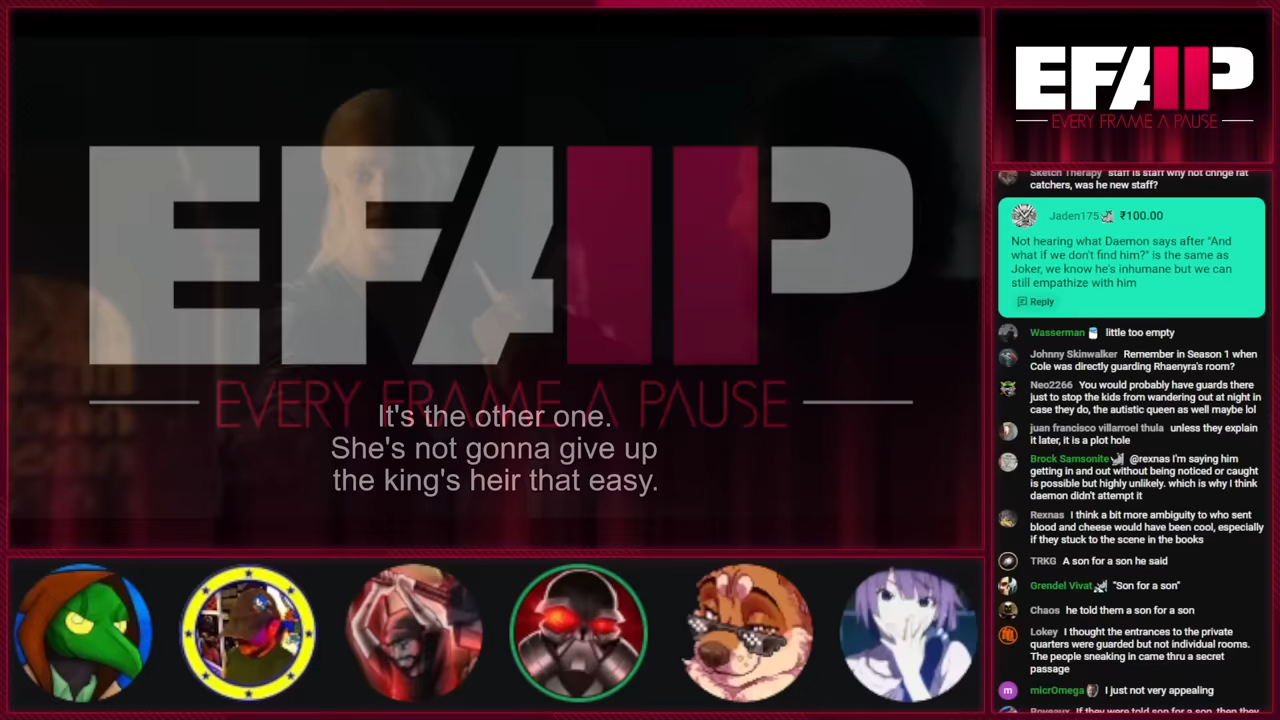 EFAP
EVERY FRAME A PAUSE
It's the other one.
She's not gonna give up
the king's heir that easy.
EFAP
EVERY FRAME A PAUSE
Sketch Therapy staff is staff why not chnge rat
catchers, was he new staff?
Jaden175 ₹100.00
Not hearing what Daemon says after "And
what if we don't find him?" is the same as
Joker, we know he's inhumane but we can
still empathize with him
Reply
Wasserman little too empty
Johnny Skinwalker Remember in Season 1 when
Cole was directly guarding Rhaenyra's room?
Neo2266 You would probably have guards there
just to stop the kids from wandering out at night in
case they do, the autistic queen as well maybe lol
juan francisco villarroel thula unless they explain
it later, it is a plot hole
Brock Samsonite @rexnas I'm saying him
getting in and out without being noticed or caught
is possible but highly unlikely. which is why I think
daemon didn't attempt it
Rexnas I think a bit more ambiguity to who sent
blood and cheese would have been cool, especially
if they stuck to the scene in the books
TRKG A son for a son he said
Grendel Vivat "Son for a son"
Chaos he told them a son for a son
Lokey I thought the entrances to the private
quarters were guarded but not individual rooms.
The people sneaking in came thru a secret
passage
m
micrOmega I just not very appealing
Poveaux If they were told son for a son, then they